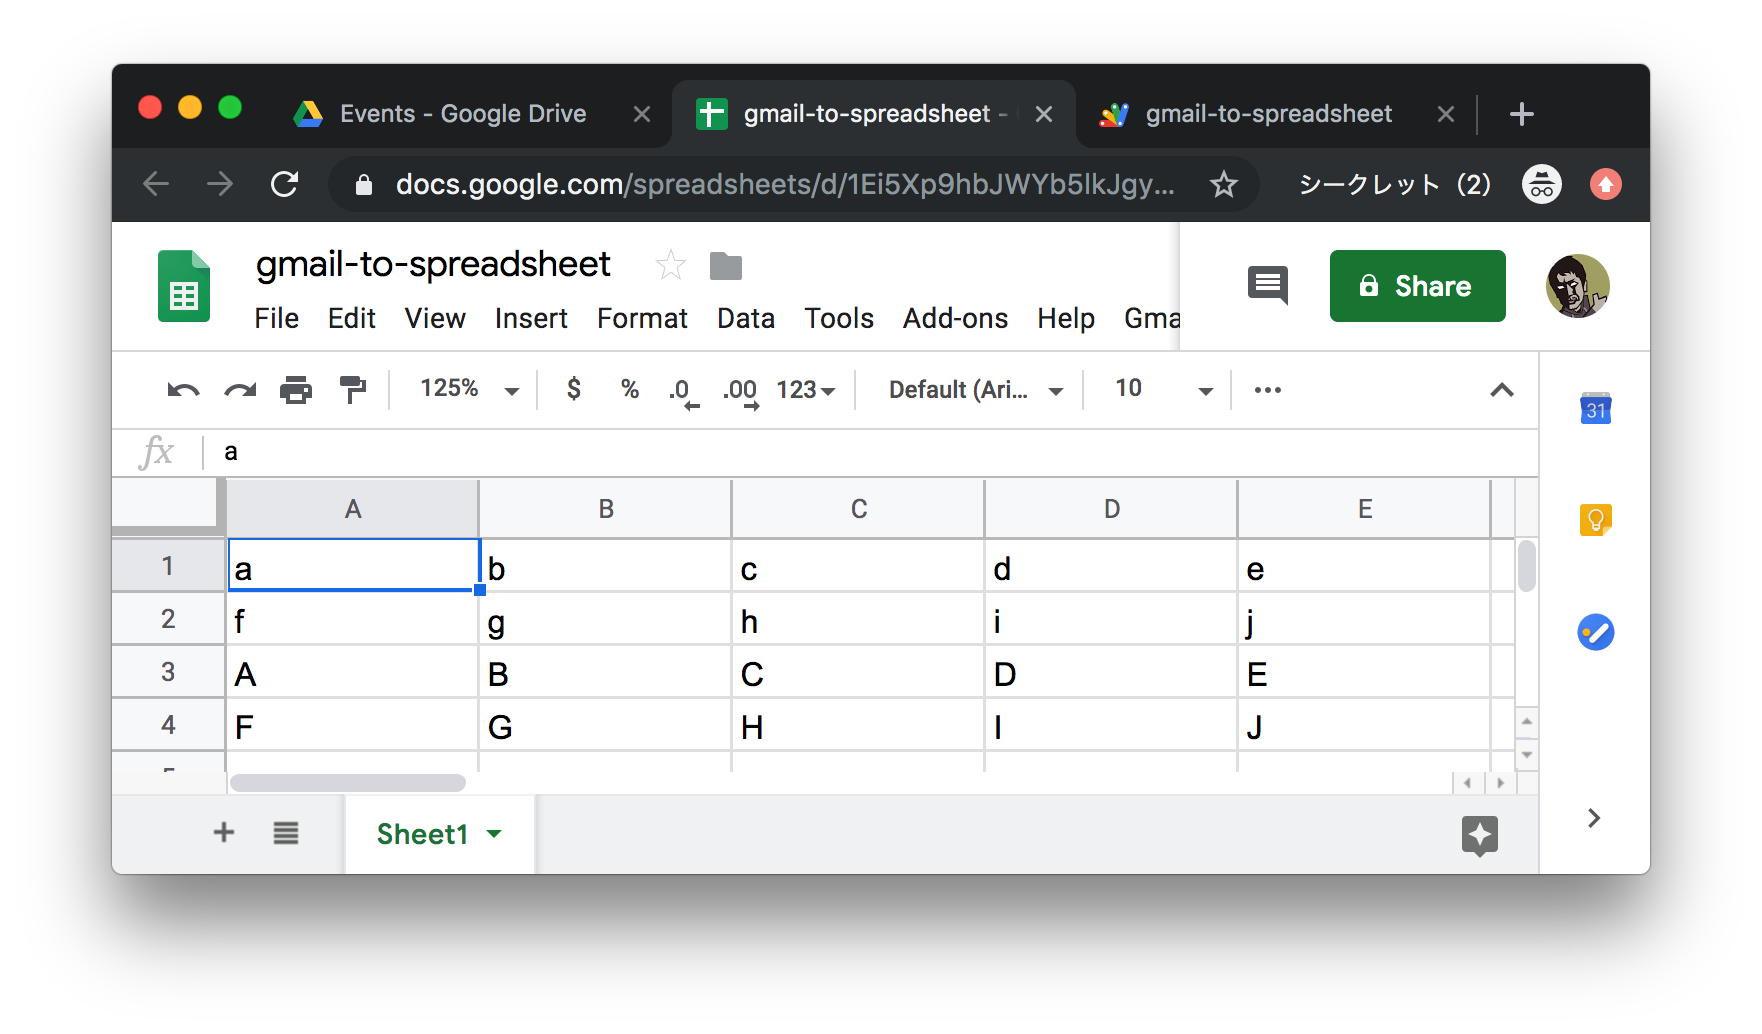 Events - Google Drive
gmail-to-spreadsheet -
gmail-to-spreadsheet
docs.google.com/spreadsheets/d/1Ei5Xp9hbJWYb5lkJgy...
シークレット (2)
gmail-to-spreadsheet
File Edit View Insert Format Data Tools Add-ons Help Gma
Share
125% $ % .0 .00 123 Default (Ari... 10
31
fx a
A B C D E
1 a b c d e
2 f g h i j
3 A B C D E
4 F G H I J
Sheet1